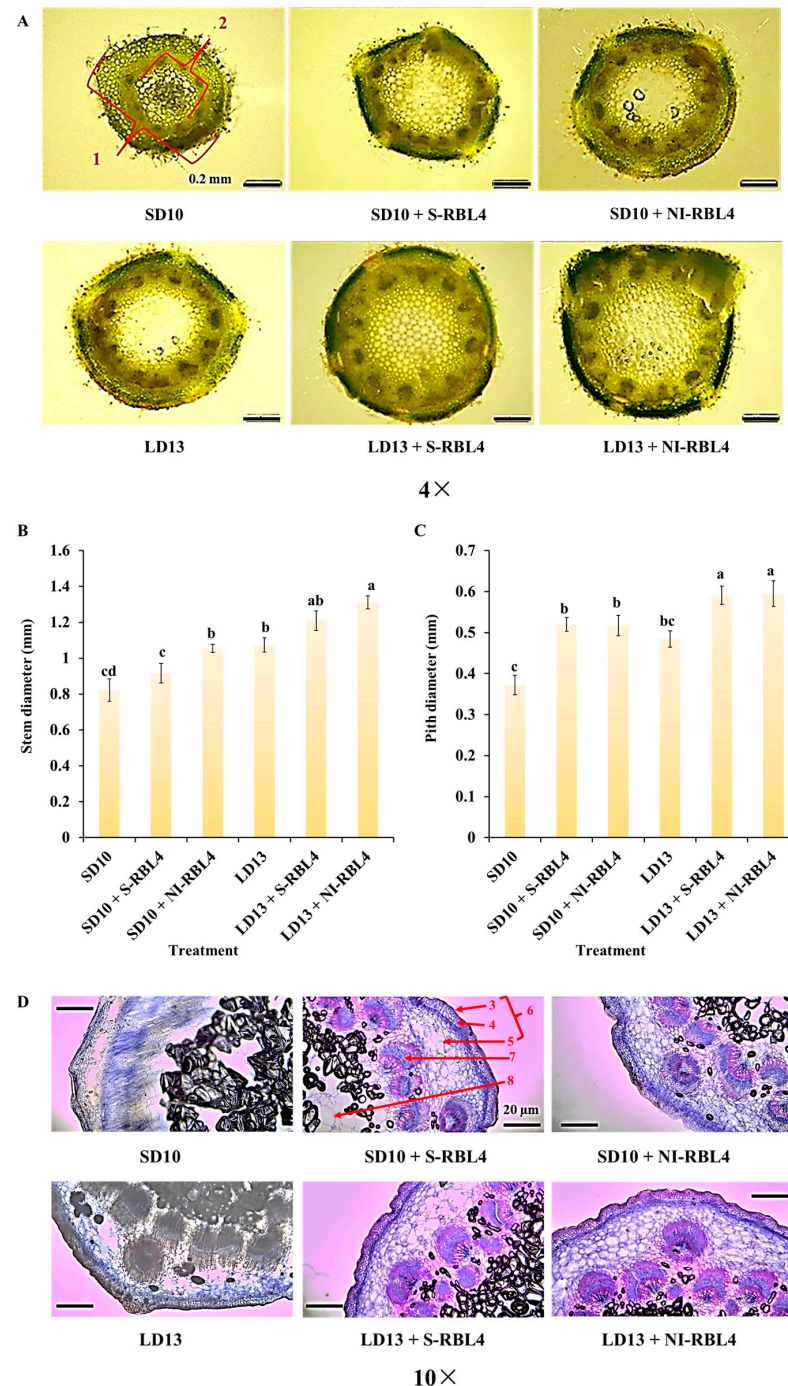 A
2
1
0.2 mm
SD10
SD10 + S-RBL4
SD10 + NI-RBL4
LD13
LD13 + S-RBL4
LD13 + NI-RBL4
4×
B
1.6
1.4
1.2
1
0.8
0.6
0.4
0.2
0
Stem diameter (mm)
cd
c
b
b
ab
a
SD10
SD10 + S-RBL4
SD10 + NI-RBL4
LD13
LD13 + S-RBL4
LD13 + NI-RBL4
Treatment
C
0.7
0.6
0.5
0.4
0.3
0.2
0.1
0
Pith diameter (mm)
c
b
b
bc
a
a
SD10
SD10 + S-RBL4
SD10 + NI-RBL4
LD13
LD13 + S-RBL4
LD13 + NI-RBL4
Treatment
D
3
6
4
5
7
8
20 μm
SD10
SD10 + S-RBL4
SD10 + NI-RBL4
LD13
LD13 + S-RBL4
LD13 + NI-RBL4
10×